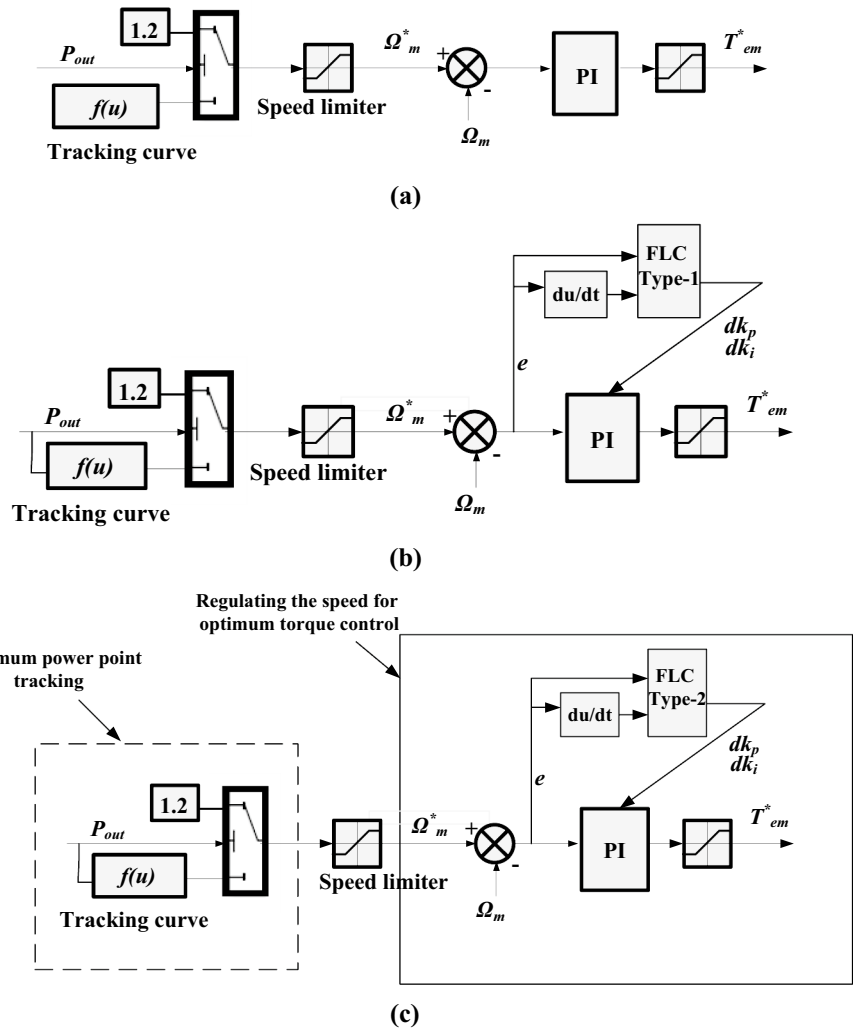 1.2
P_out
Ω*_m
T*_em
+
PI
-
f(u)
Speed limiter
Ω_m
Tracking curve
(a)
FLC
Type-1
du/dt
dk_p
dk_i
e
1.2
P_out
Ω*_m
+
T*_em
PI
-
f(u)
Speed limiter
Ω_m
Tracking curve
(b)
Regulating the speed for
optimum torque control
mum power point
tracking
FLC
Type-2
du/dt
dk_p
dk_i
e
1.2
P_out
Ω*_m
+
T*_em
PI
-
f(u)
Speed limiter
Tracking curve
Ω_m
(c)